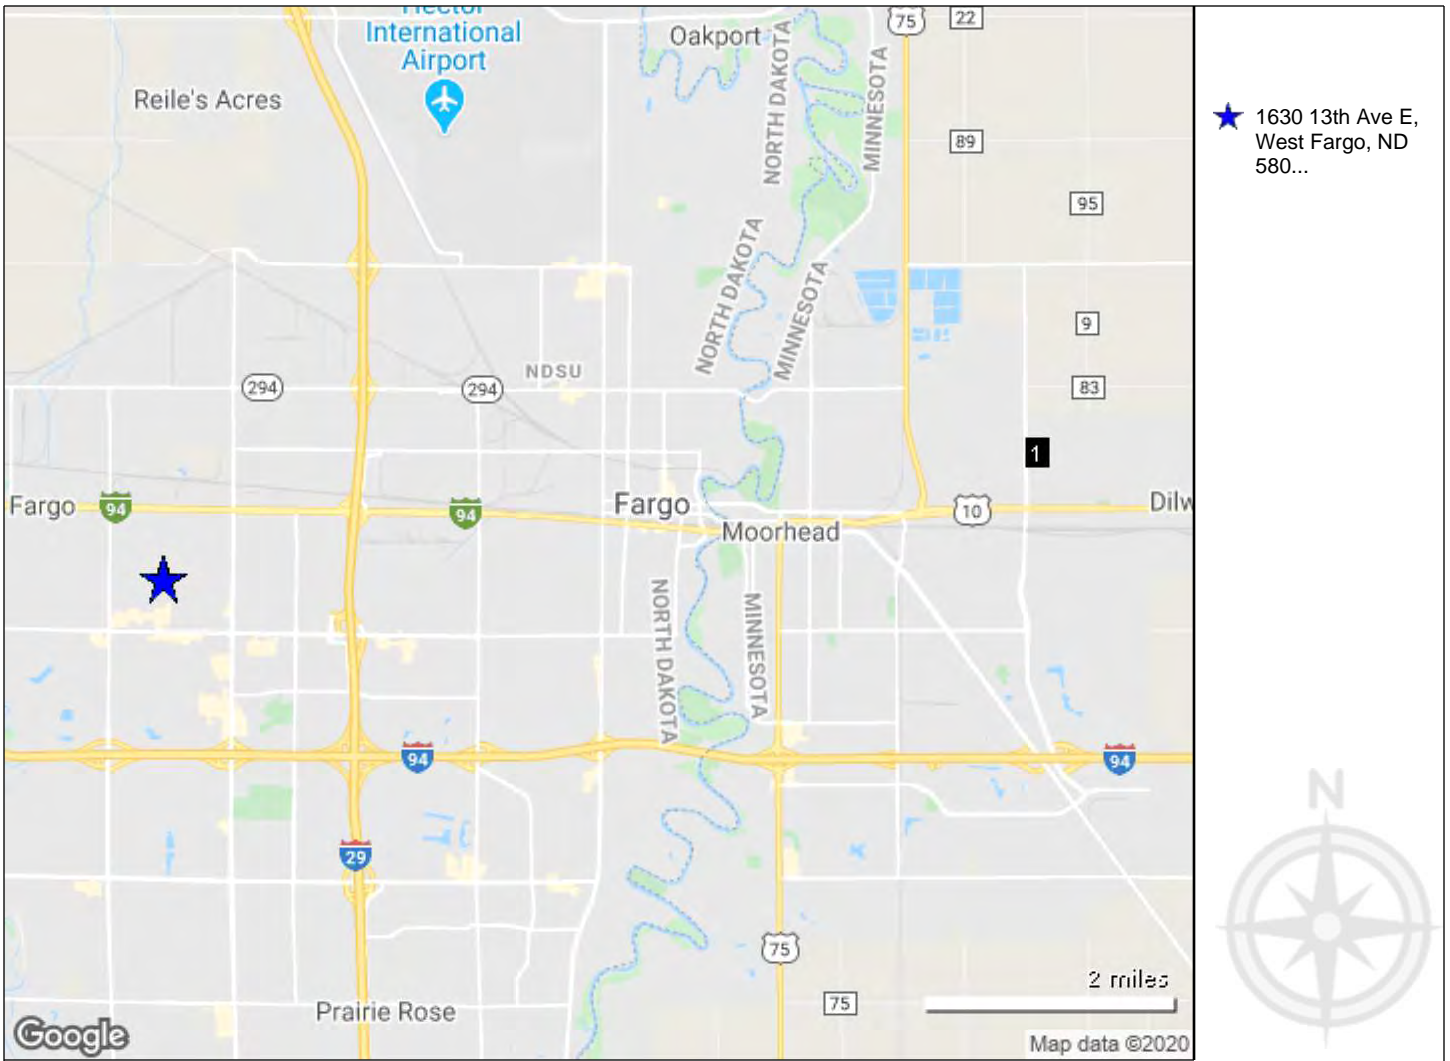 Hector
International
Airport
Oakport
75
22
Reile's Acres
NORTH DAKOTA
MINNESOTA
89
95
NORTH DAKOTA
MINNESOTA
9
NDSU
294
294
83
1
Fargo
94
94
Fargo
10
Dilw
Moorhead
NORTH DAKOTA
MINNESOTA
94
94
29
75
2 miles
75
Prairie Rose
Google
Map data ©2020
1630 13th Ave E,
West Fargo, ND
580...
N